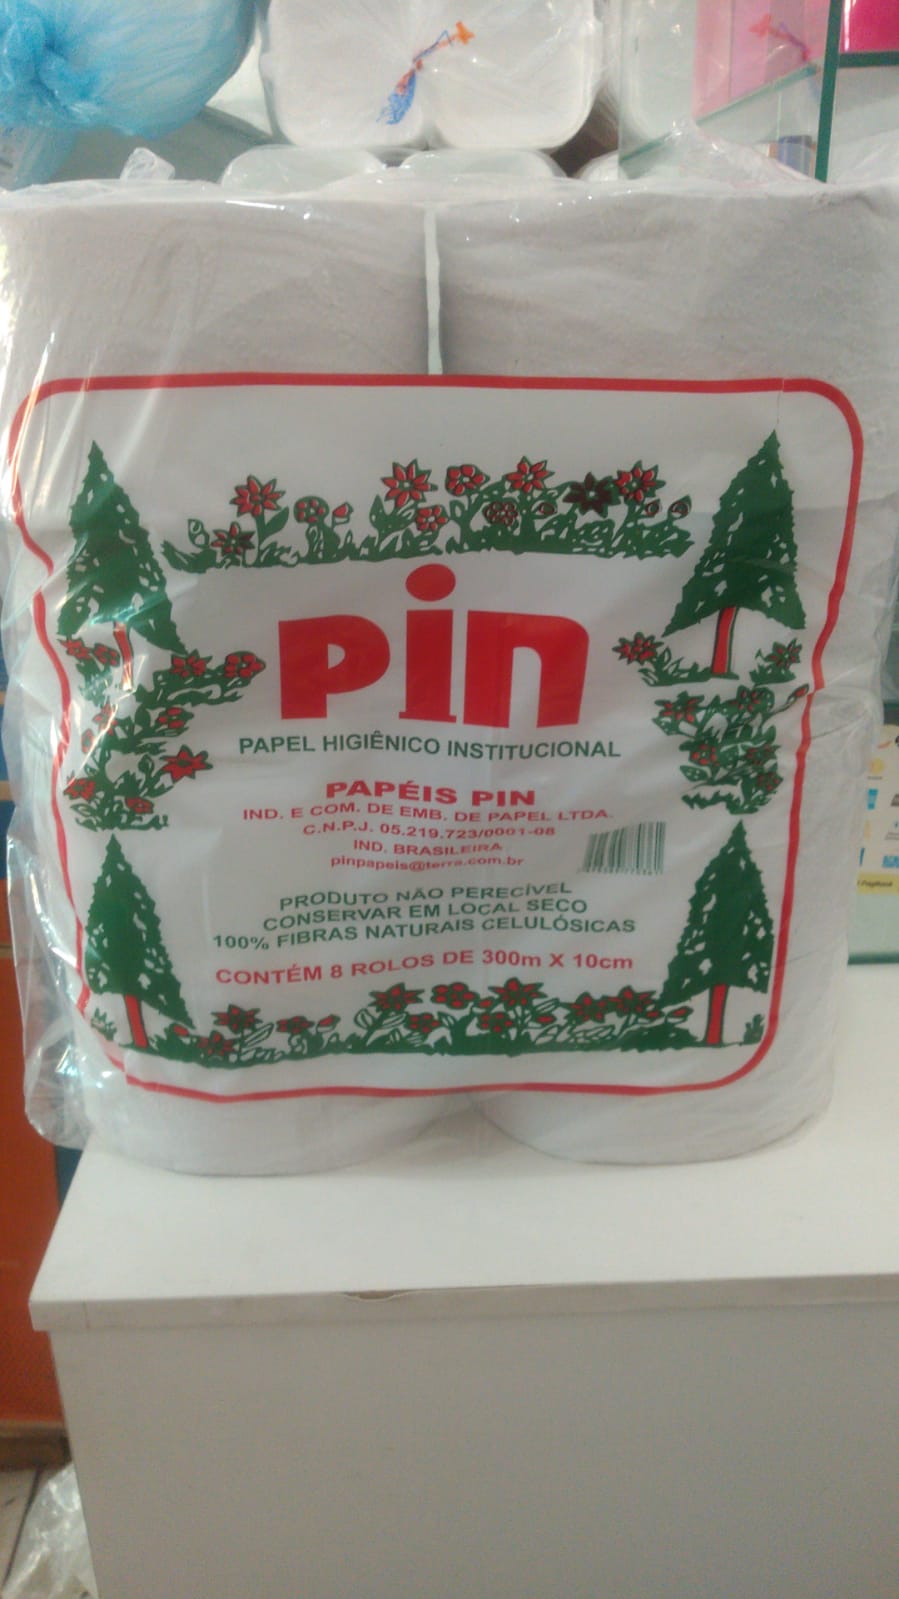 Pin
PAPEL HIGIÊNICO INSTITUCIONAL
PAPÉIS PIN
IND. E COM. DE EMB. DE PAPEL LTDA.
C.N.P.J. 05.219.723/0001-08
IND. BRASILEIRA
pinpapeis@terra.com.br
PRODUTO NÃO PERECÍVEL
CONSERVAR EM LOCAL SECO
100% FIBRAS NATURAIS CELULÓSICAS
CONTÉM 8 ROLOS DE 300m X 10cm